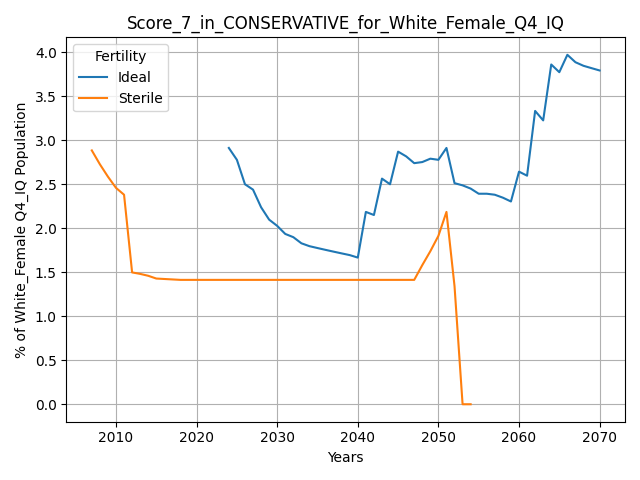 Score_7_in_CONSERVATIVE_for_White_Female_Q4_IQ
Fertility
Ideal
Sterile
% of White_Female Q4_IQ Population
4.0
3.5
3.0
2.5
2.0
1.5
1.0
0.5
0.0
2010 2020 2030 2040 2050 2060 2070
Years